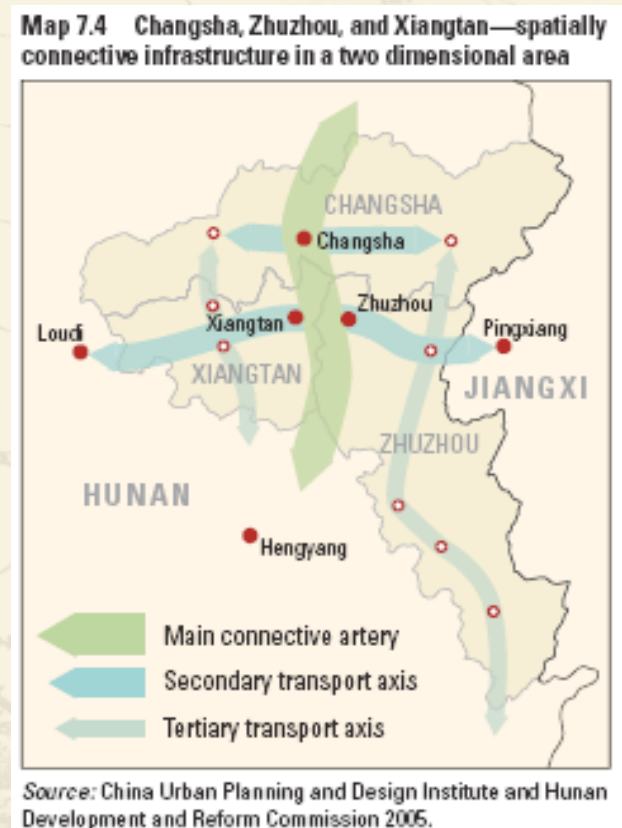 Map 7.4 Changsha, Zhuzhou, and Xiangtan—spatially
connective infrastructure in a two dimensional area
CHANGSHA
Changsha
Zhuzhou
Xiangtan
Loudi
Pingxiang
XIANGTAN
JIANGXI
ZHUZHOU
HUNAN
Hengyang
Main connective artery
Secondary transport axis
Tertiary transport axis
Source: China Urban Planning and Design Institute and Hunan
Development and Reform Commission 2005.